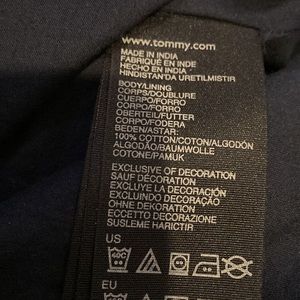 www.tommy.com
MADE IN INDIA
FABRIQUÉ EN INDE
HECHO EN INDIA
HINDISTAN'DA ÜRETILMISTIR
BODY/LINING
CORPS/DOUBLURE
CUERPO/FORRO
CORPO/FORRO
OBERTEIL/FUTTER
CORPO/FODERA
BEDEN/ASTAR:
100% COTTON/COTON/ALGODÓN
ALGODÃO/BAUMWOLLE
COTONE/PAMUK
EXCLUSIVE OF DECORATION
SAUF DÉCORATION
EXCLUYE LA DECORACIÓN
EXCLUINDO DECORAÇÃO
OHNE DEKORATION
ECCETTO DECORAZIONE
SUSLEME HARICTIR
US
40C
EU